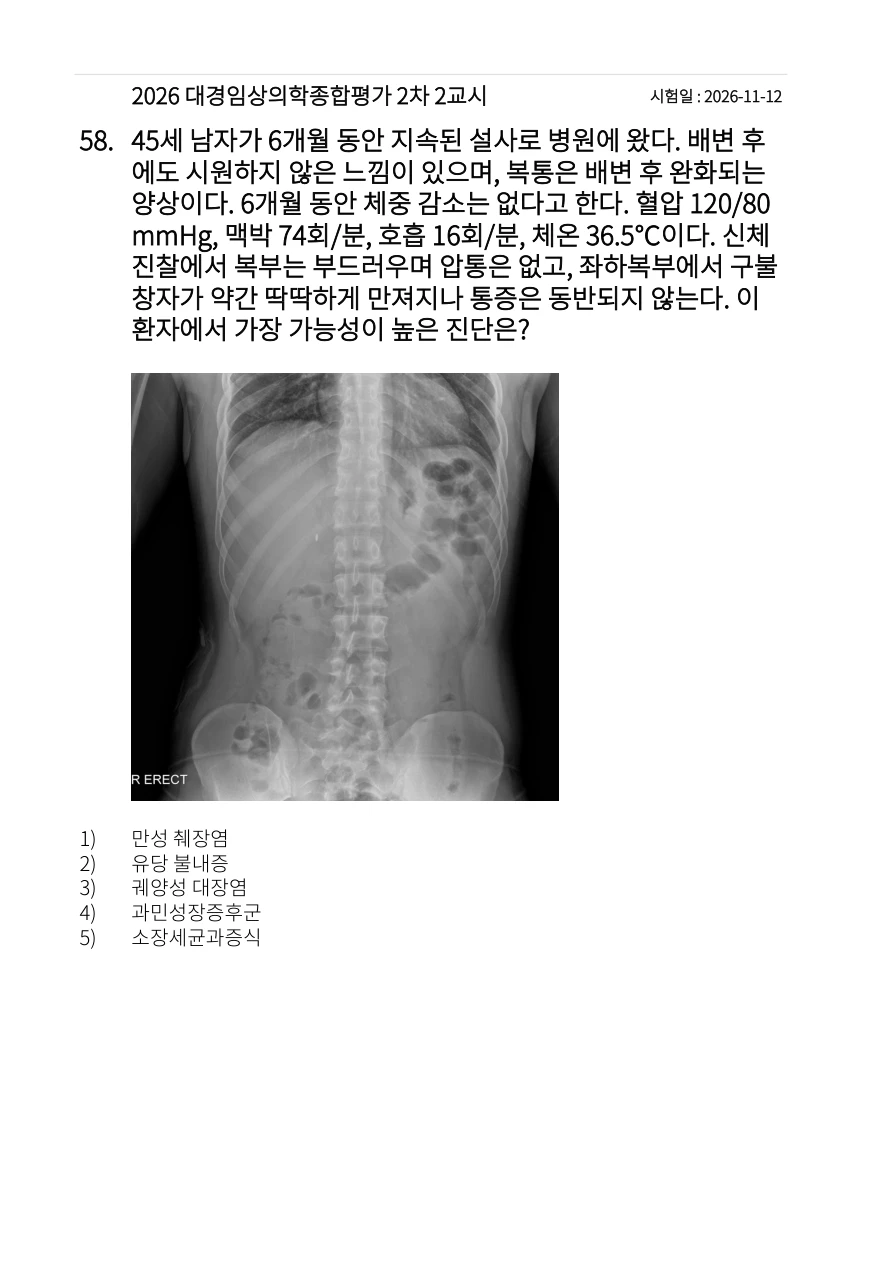 2026 대경임상의학종합평가 2차 2교시
시험일 : 2026-11-12
58. 45세 남자가 6개월 동안 지속된 설사로 병원에 왔다. 배변 후
에도 시원하지 않은 느낌이 있으며, 복통은 배변 후 완화되는
양상이다. 6개월 동안 체중 감소는 없다고 한다. 혈압 120/80
mmHg, 맥박 74회/분, 호흡 16회/분, 체온 36.5℃이다. 신체
진찰에서 복부는 부드러우며 압통은 없고, 좌하복부에서 구불
창자가 약간 딱딱하게 만져지나 통증은 동반되지 않는다. 이
환자에서 가장 가능성이 높은 진단은?
R ERECT
1) 만성 췌장염
2) 유당 불내증
3) 궤양성 대장염
4) 과민성장증후군
5) 소장세균과증식